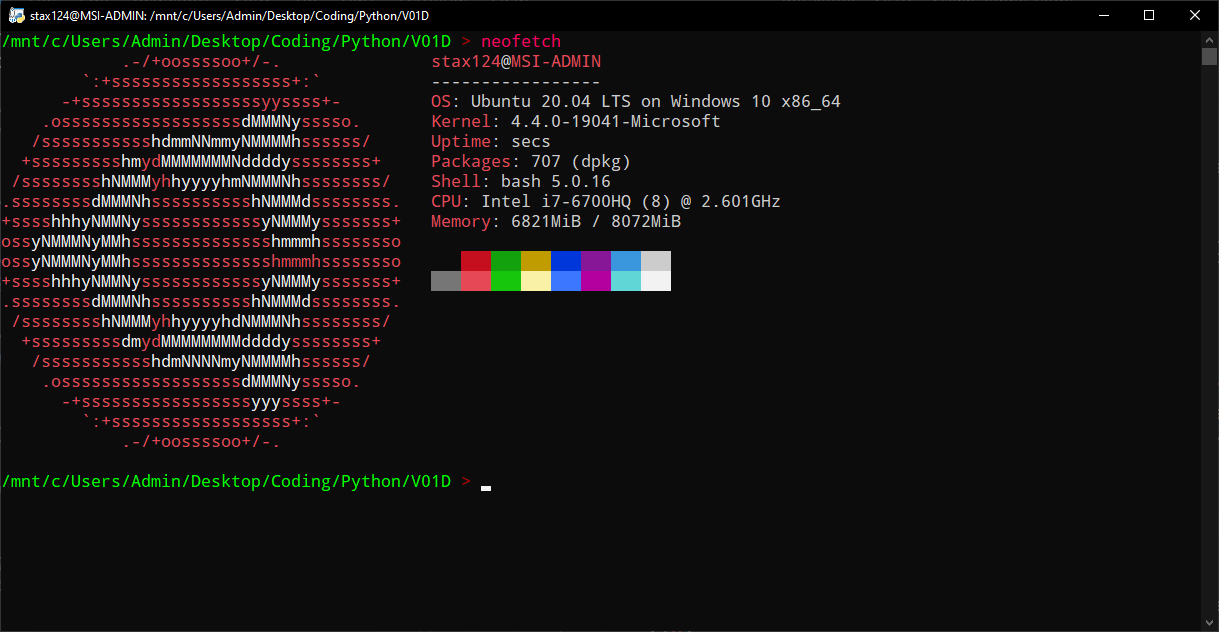 stax124@MSI-ADMIN: /mnt/c/Users/Admin/Desktop/Coding/Python/V01D
/mnt/c/Users/Admin/Desktop/Coding/Python/V01D > neofetch
            .-/+oossssoo+/-.               stax124@MSI-ADMIN
        `:+ssssssssssssssssss+:`           -----------------
      -+ssssssssssssssssssyyssss+-         OS: Ubuntu 20.04 LTS on Windows 10 x86_64
    .ossssssssssssssssssdMMMNysssso.       Kernel: 4.4.0-19041-Microsoft
   /ssssssssssshdmmNNmmyNMMMMhssssss/      Uptime: secs
  +ssssssssshmydMMMMMMMNddddyssssssss+     Packages: 707 (dpkg)
 /sssssssshNMMMyhhyyyyhmNMMMNhssssssss/    Shell: bash 5.0.16
.ssssssssdMMMNhsssssssssshNMMMdssssssss.   CPU: Intel i7-6700HQ (8) @ 2.601GHz
+sssshhhyNMMNyssssssssssssyNMMMysssssss+   Memory: 6821MiB / 8072MiB
ossyNMMMNyMMhsssssssssssssshmmmhssssssso
ossyNMMMNyMMhsssssssssssssshmmmhssssssso
+sssshhhyNMMNyssssssssssssyNMMMysssssss+
.ssssssssdMMMNhsssssssssshNMMMdssssssss.
 /sssssssshNMMMyhhyyyyhdNMMMNhssssssss/
  +sssssssssdmydMMMMMMMMddddyssssssss+
   /ssssssssssshdmNNNNmyNMMMMhssssss/
    .ossssssssssssssssssdMMMNysssso.
      -+sssssssssssssssssyyyssss+-
        `:+ssssssssssssssssss+:`
            .-/+oossssoo+/-.
/mnt/c/Users/Admin/Desktop/Coding/Python/V01D >